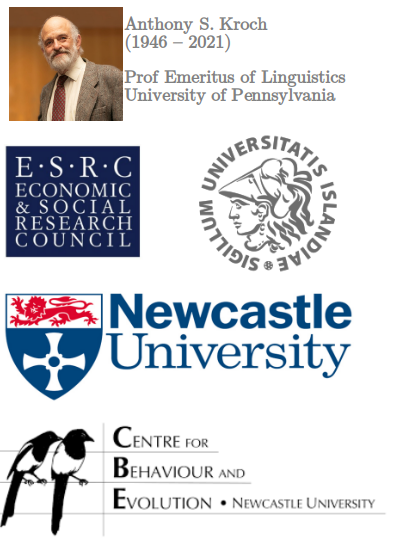 Anthony S. Kroch
(1946 – 2021)
Prof Emeritus of Linguistics
University of Pennsylvania
E·S·R·C
ECONOMIC
& SOCIAL
RESEARCH
COUNCIL
SIGILLUM UNIVERSITATIS ISLANDIAE
Newcastle
University
CENTRE FOR
BEHAVIOUR AND
EVOLUTION • NEWCASTLE UNIVERSITY